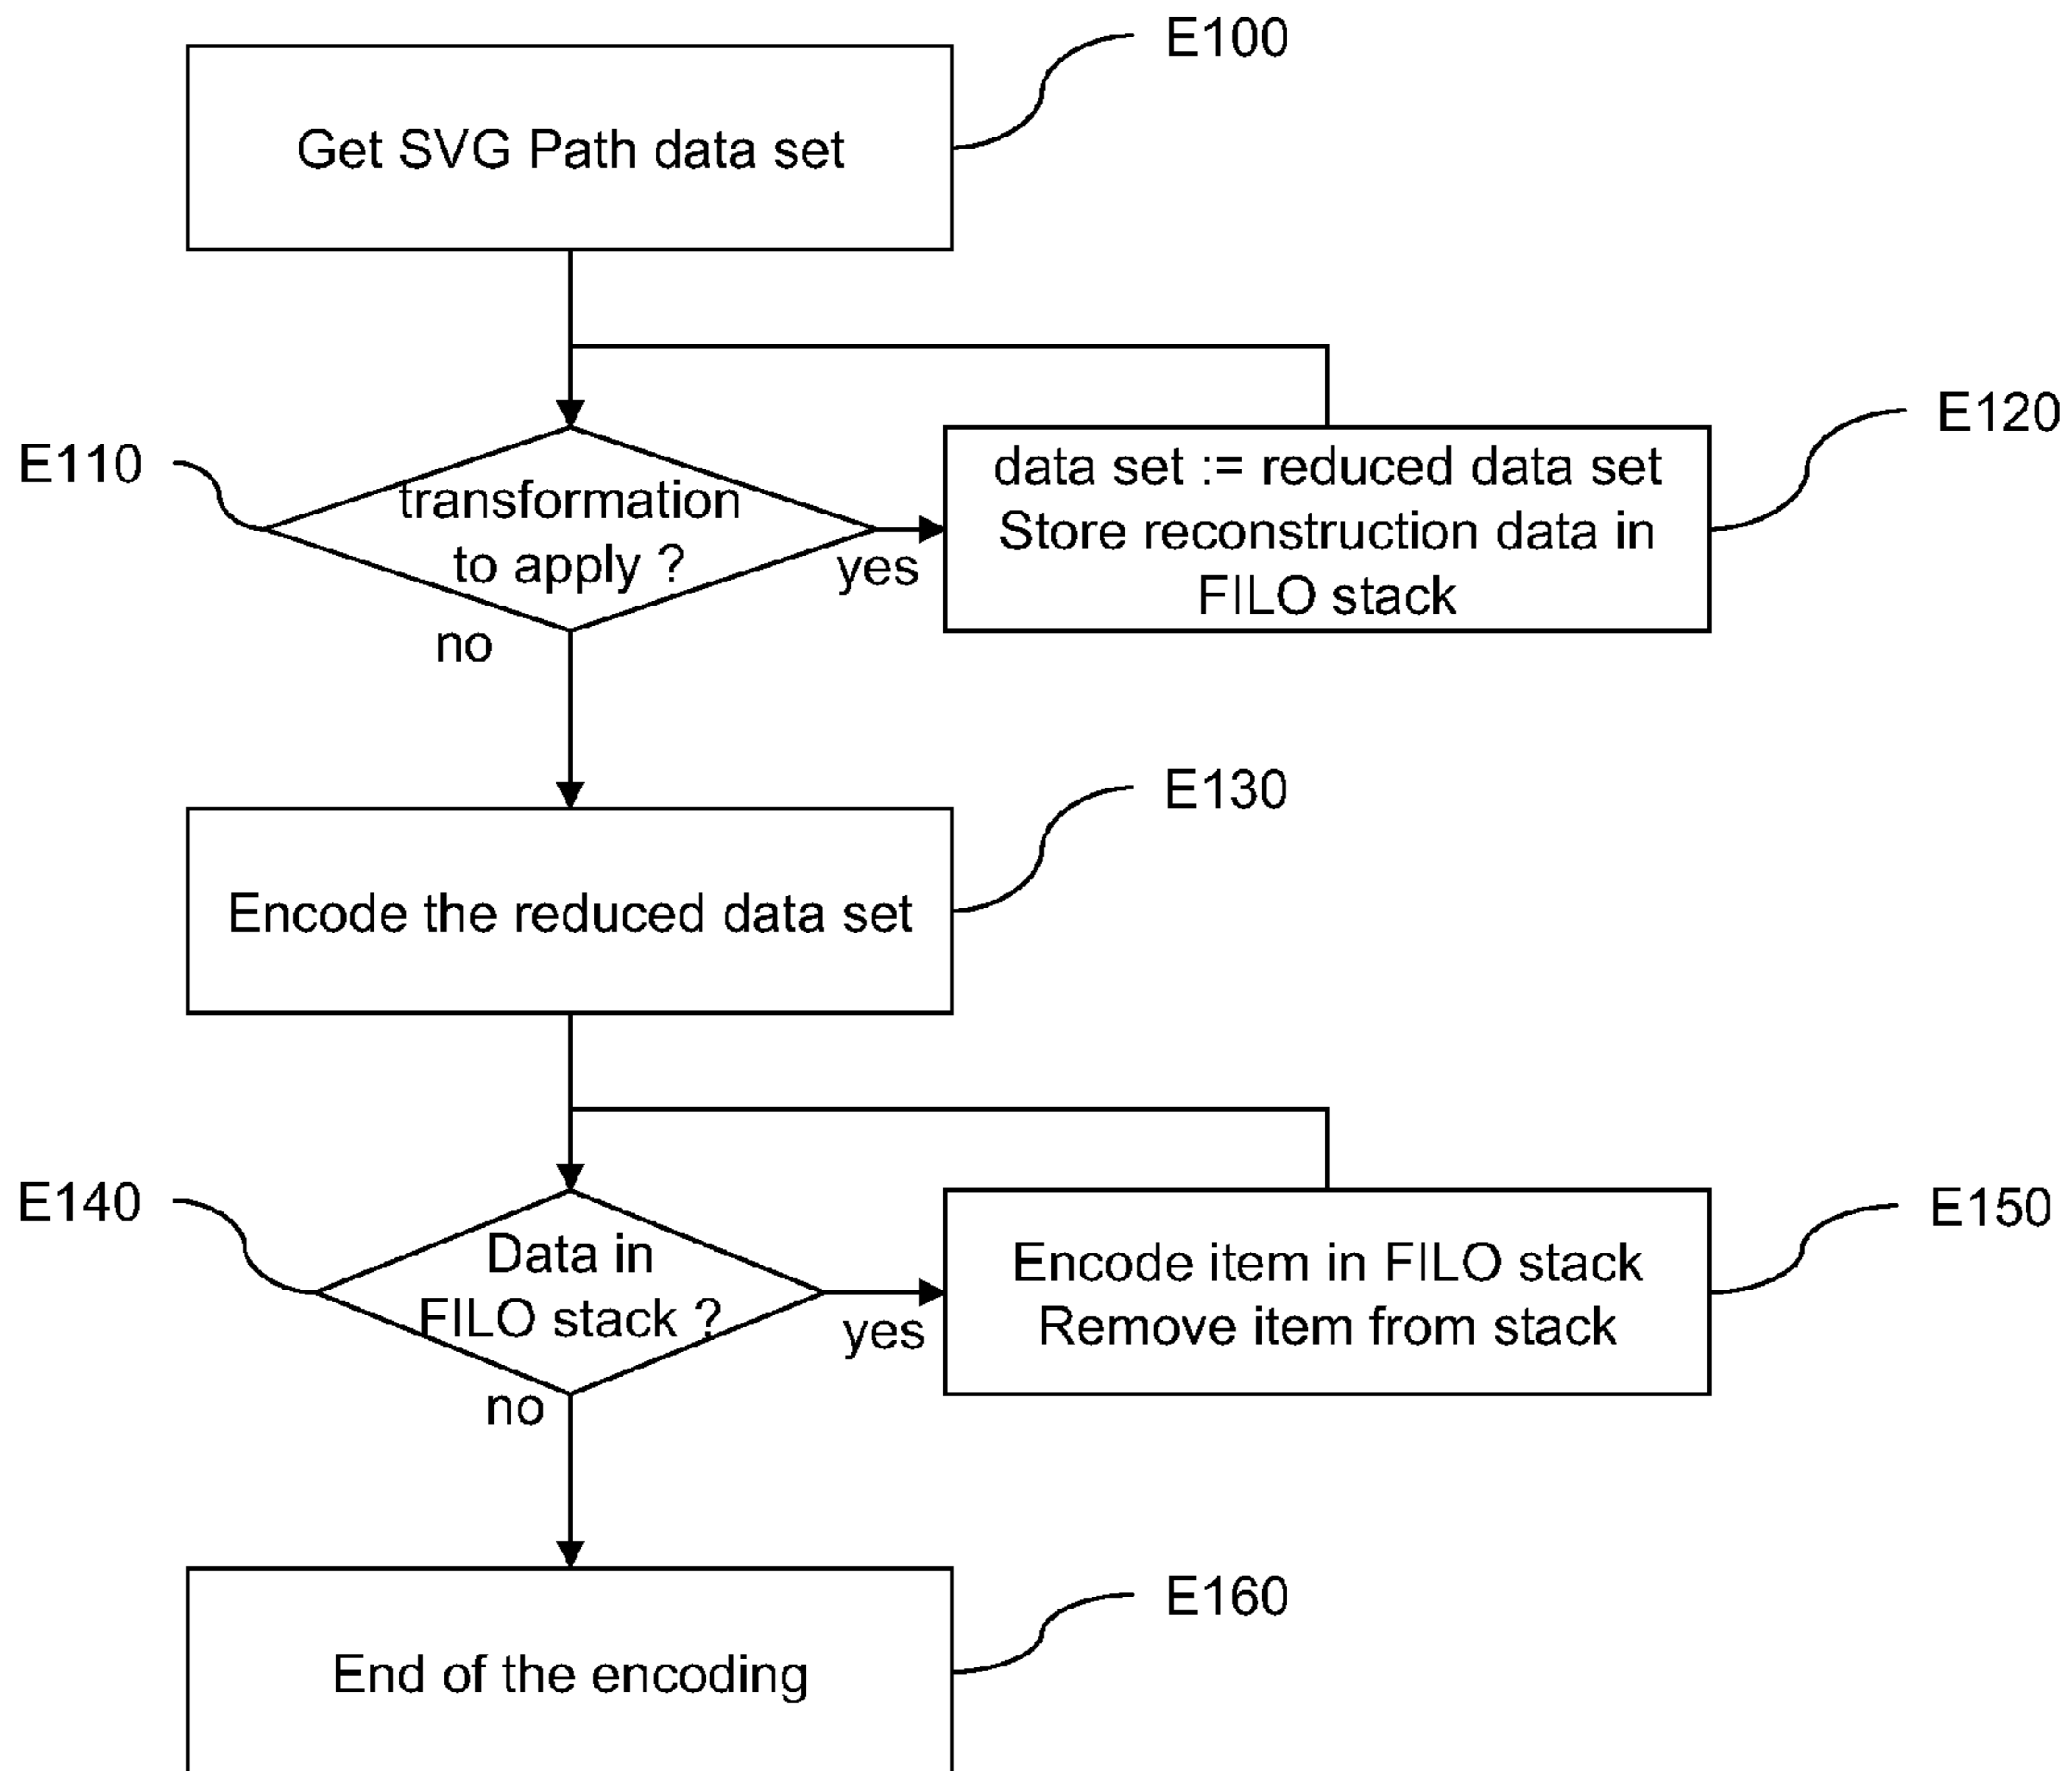 E100
Get SVG Path data set
E110
transformation
to apply ?
yes
no
E120
data set := reduced data set
Store reconstruction data in
FILO stack
E130
Encode the reduced data set
E140
Data in
FILO stack ?
yes
no
E150
Encode item in FILO stack
Remove item from stack
E160
End of the encoding